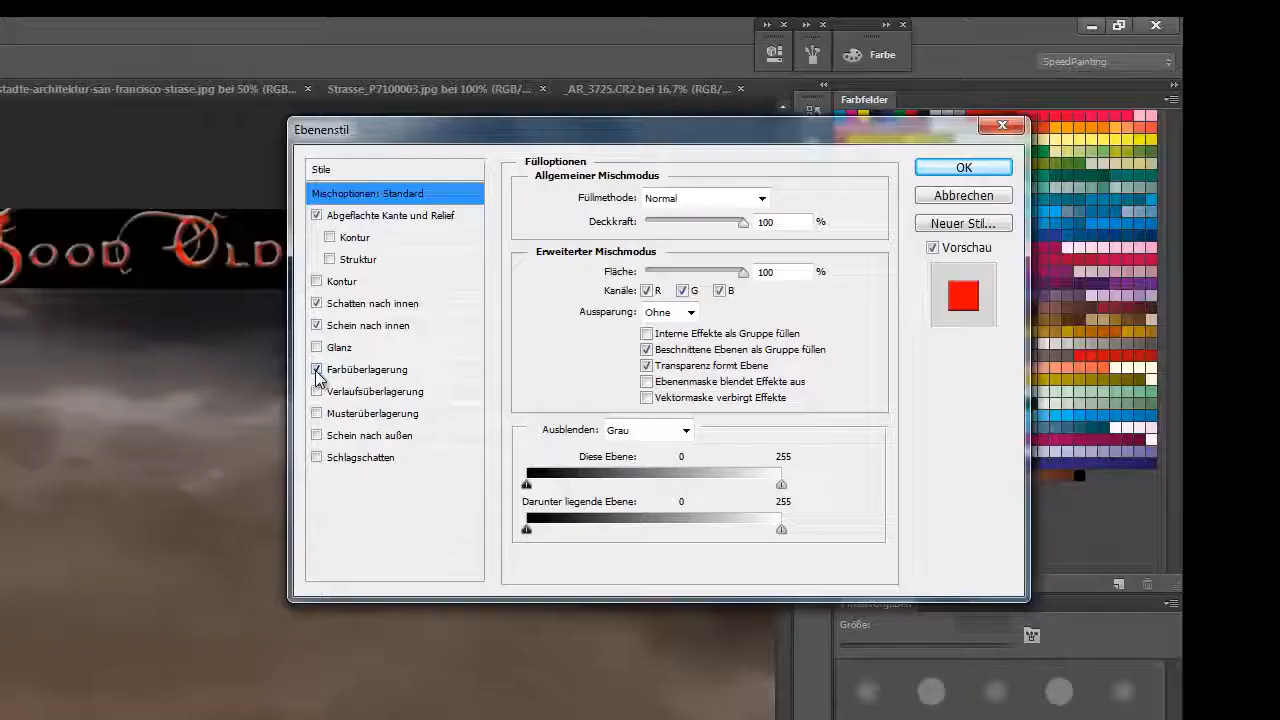 SpeedPainting
Farbe
stadte-architektur-san-francisco-strase.jpg bei 50% (RGB...
Strasse_P7100003.jpg bei 100% (RGB/...
_AR_3725.CR2 bei 16,7% (RGB/...
Farbfelder
Ebenenstil
Good Old
Stile
Mischoptionen: Standard
Abgeflachte Kante und Relief
Kontur
Struktur
Kontur
Schatten nach innen
Schein nach innen
Glanz
Farbüberlagerung
Verlaufsüberlagerung
Musterüberlagerung
Schein nach außen
Schlagschatten
Fülloptionen
Allgemeiner Mischmodus
Füllmethode: Normal
Deckkraft: 100 %
Erweiterter Mischmodus
Fläche: 100 %
Kanäle: R G B
Aussparung: Ohne
Interne Effekte als Gruppe füllen
Beschnittene Ebenen als Gruppe füllen
Transparenz formt Ebene
Ebenenmaske blendet Effekte aus
Vektormaske verbirgt Effekte
Ausblenden: Grau
Diese Ebene: 0 255
Darunter liegende Ebene: 0 255
OK
Abbrechen
Neuer Stil...
Vorschau
Pinselvorgaben
Größe: